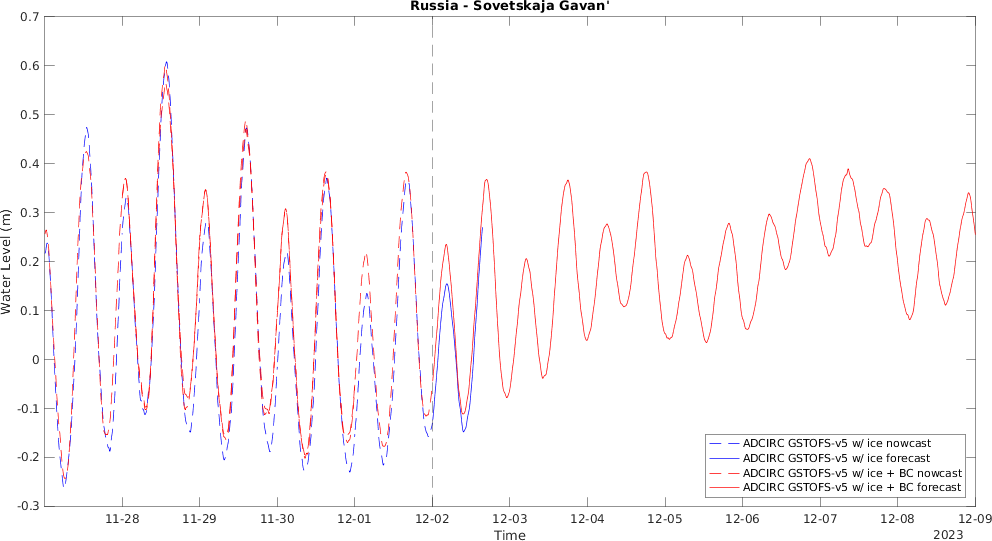 Russia - Sovetskaja Gavan'
0.7
0.6
0.5
0.4
0.3
0.2
0.1
0
-0.1
-0.2
-0.3
Water Level (m)
11-28 11-29 11-30 12-01 12-02 12-03 12-04 12-05 12-06 12-07 12-08 12-09
Time
2023
ADCIRC GSTOFS-v5 w/ ice nowcast
ADCIRC GSTOFS-v5 w/ ice forecast
ADCIRC GSTOFS-v5 w/ ice + BC nowcast
ADCIRC GSTOFS-v5 w/ ice + BC forecast